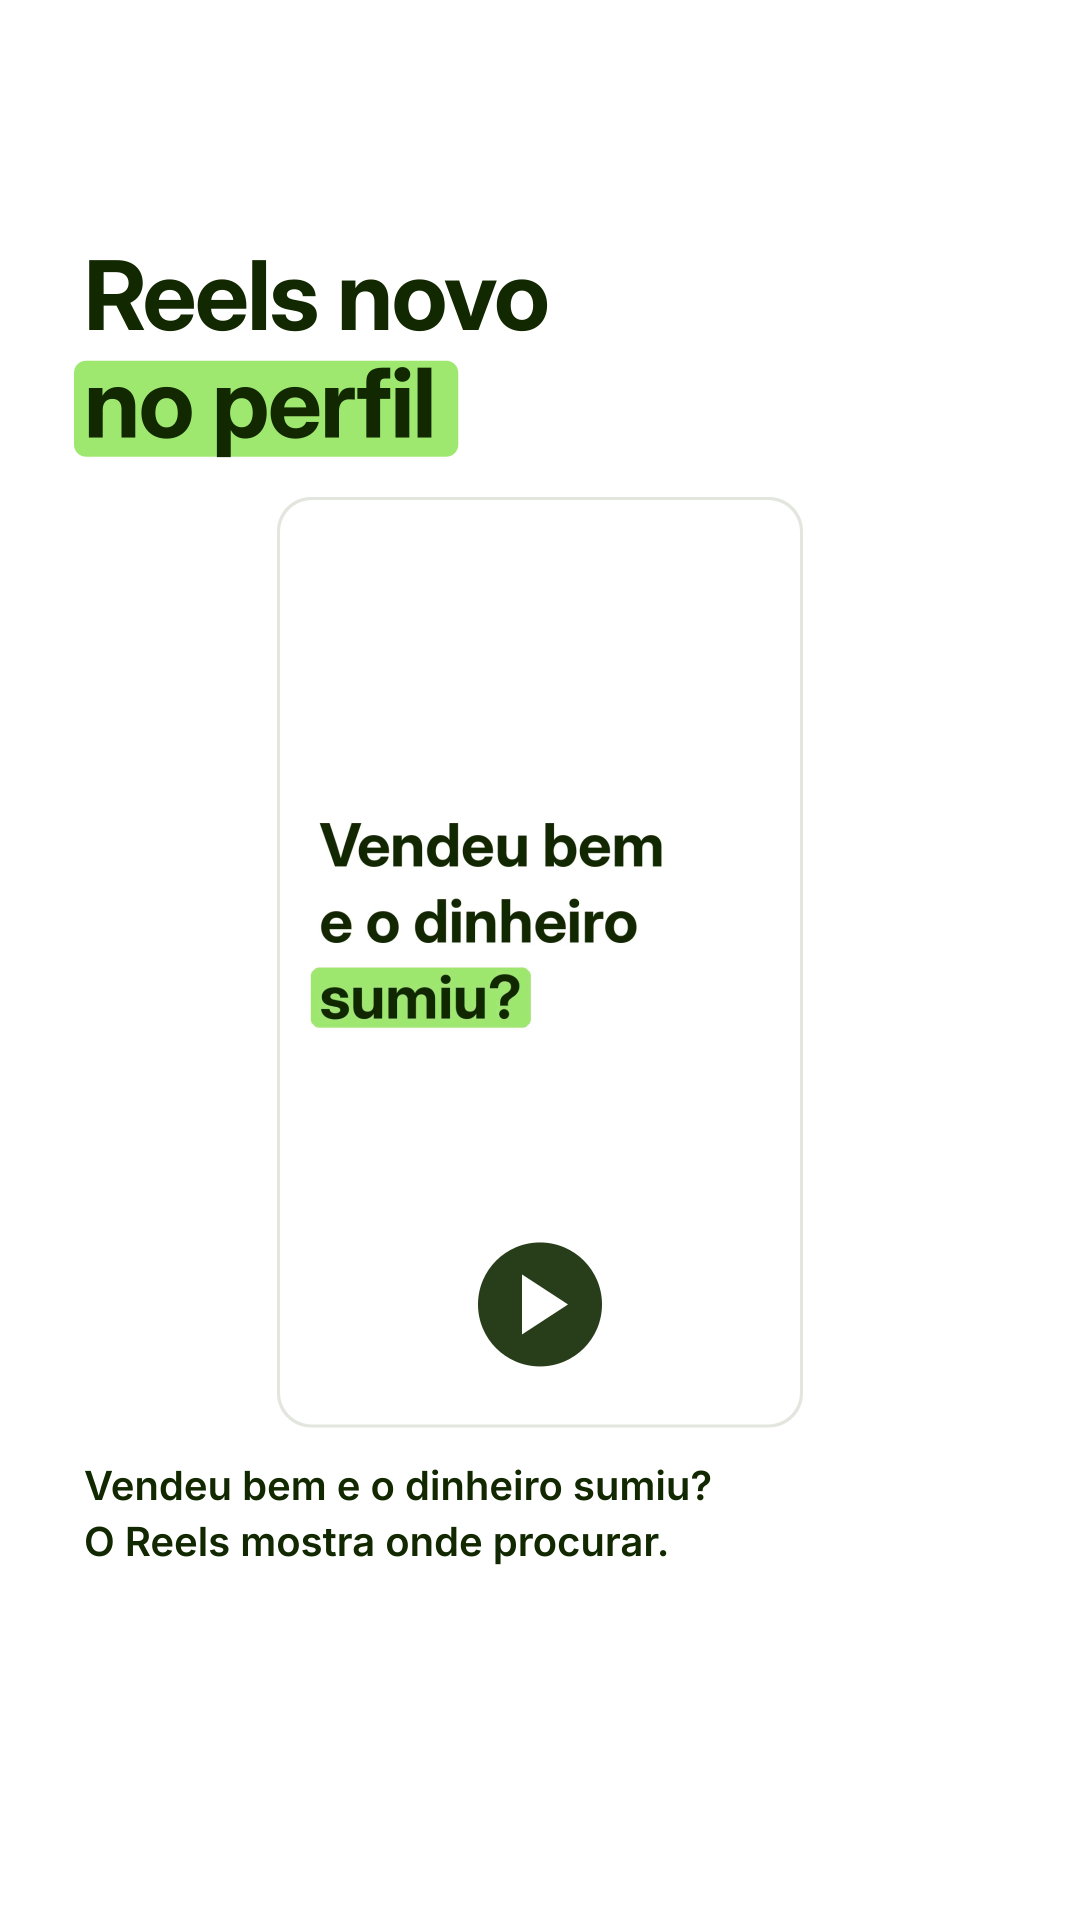 Reels novo
no perfil
Vendeu bem
e o dinheiro
sumiu?
Vendeu bem e o dinheiro sumiu?
O Reels mostra onde procurar.